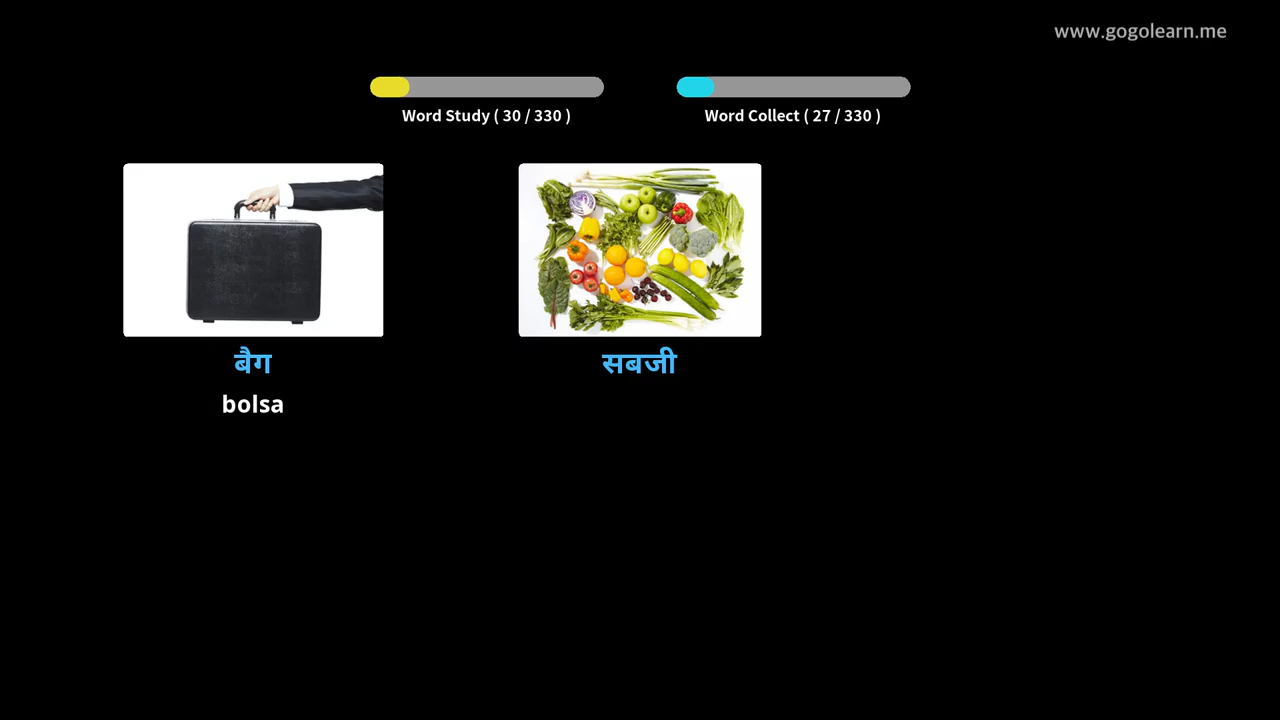 www.gogolearn.me
Word Study ( 30 / 330 )
Word Collect ( 27 / 330 )
बैग
सबजी
bolsa